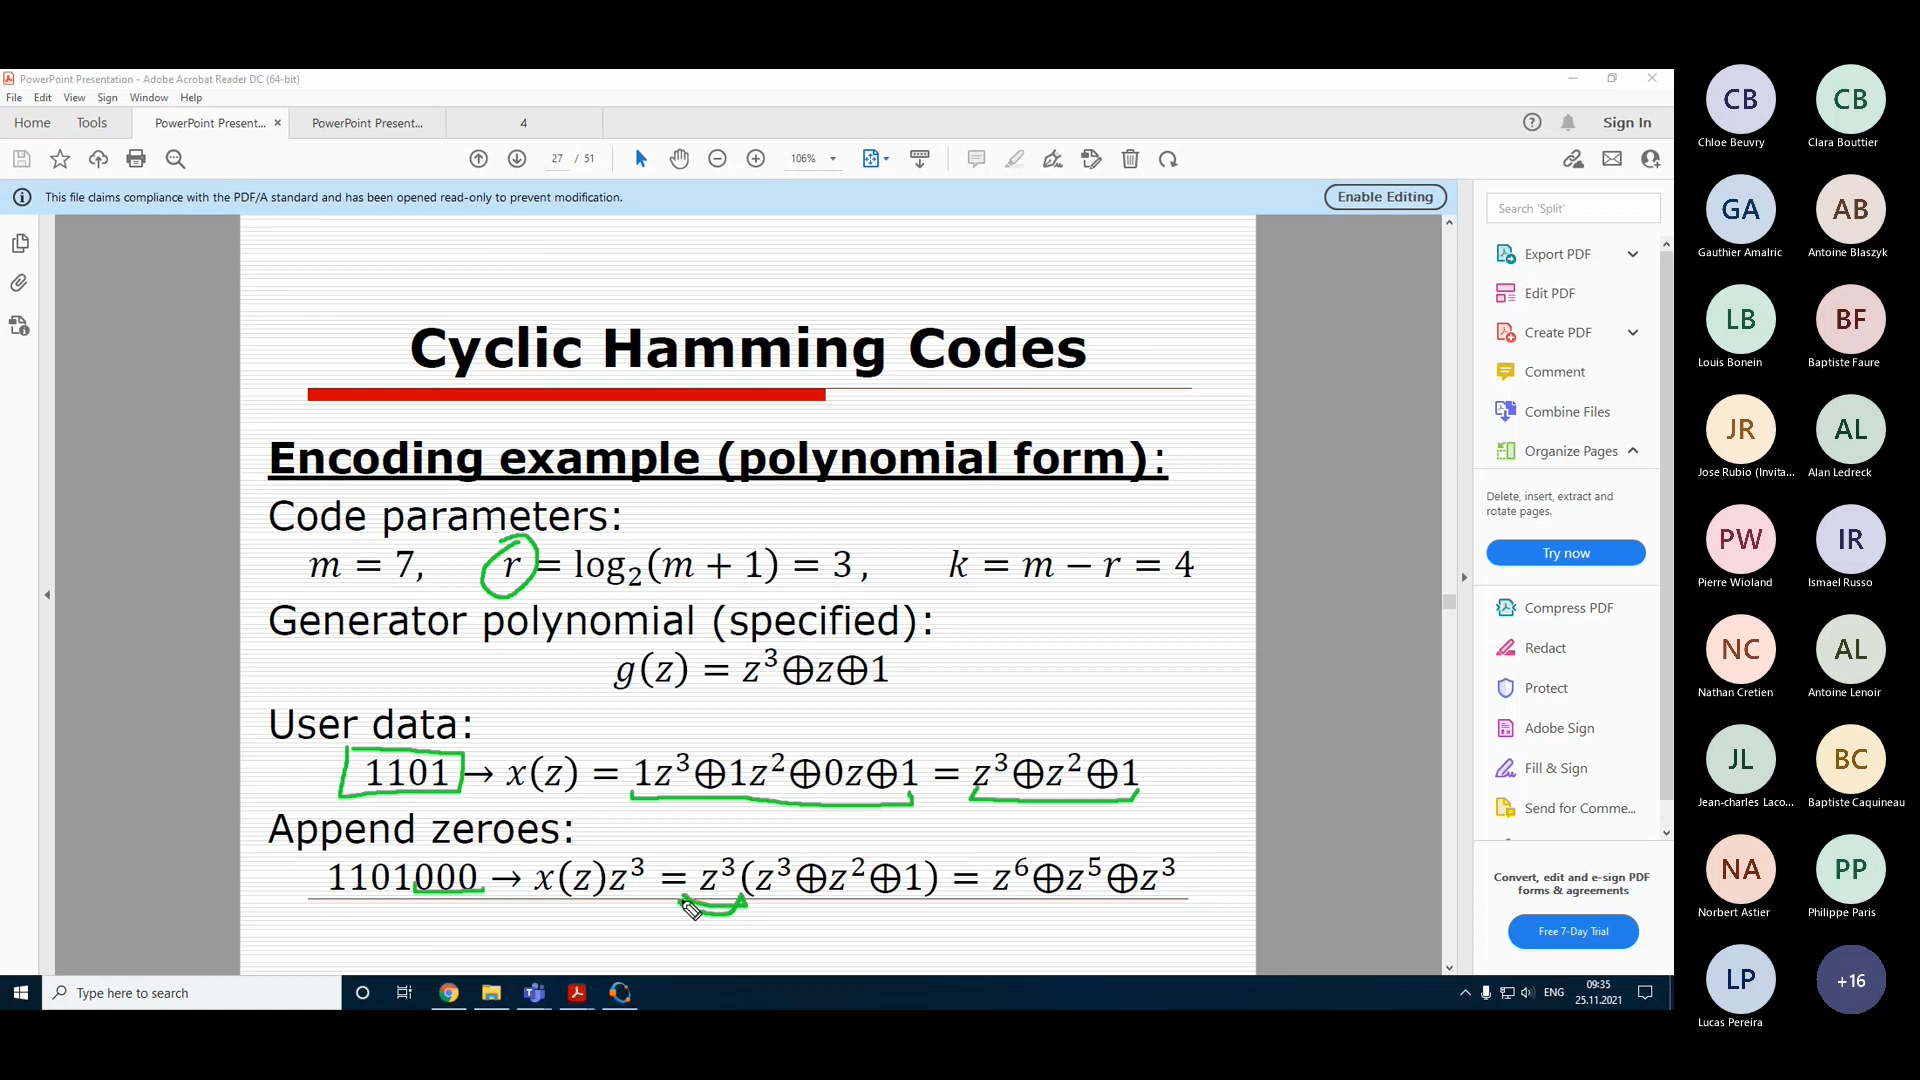 PowerPoint Presentation - Adobe Acrobat Reader DC (64-bit)
File Edit View Sign Window Help
Home Tools PowerPoint Present... × PowerPoint Present... 4 Sign In
27 / 51 106%
This file claims compliance with the PDF/A standard and has been opened read-only to prevent modification. Enable Editing
Cyclic Hamming Codes
Encoding example (polynomial form):
Code parameters:
m = 7, r = log₂(m + 1) = 3 , k = m − r = 4
Generator polynomial (specified):
g(z) = z³⊕z⊕1
User data:
1101 → x(z) = 1z³⊕1z²⊕0z⊕1 = z³⊕z²⊕1
Append zeroes:
1101000 → x(z)z³ = z³(z³⊕z²⊕1) = z⁶⊕z⁵⊕z³
Search 'Split'
Export PDF
Edit PDF
Create PDF
Comment
Combine Files
Organize Pages
Delete, insert, extract and
rotate pages.
Try now
Compress PDF
Redact
Protect
Adobe Sign
Fill & Sign
Send for Comme...
Convert, edit and e-sign PDF
forms & agreements
Free 7-Day Trial
Type here to search
ENG
09:35
25.11.2021
CB CB
Chloe Beuvry Clara Bouttier
GA AB
Gauthier Amalric Antoine Blaszyk
LB BF
Louis Bonein Baptiste Faure
JR AL
Jose Rubio (Invita... Alan Ledreck
PW IR
Pierre Wioland Ismael Russo
NC AL
Nathan Cretien Antoine Lenoir
JL BC
Jean-charles Laco... Baptiste Caquineau
NA PP
Norbert Astier Philippe Paris
LP +16
Lucas Pereira